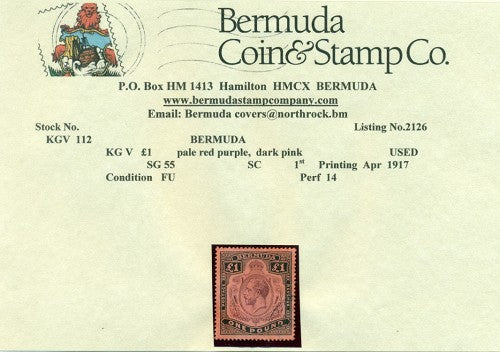 Bermuda
Coin & Stamp Co.
P.O. Box HM 1413 Hamilton HMCX BERMUDA
www.bermudastampcompany.com
Email: Bermuda covers@northrock.bm
Stock No. Listing No.2126
KGV 112 BERMUDA
KG V £1 pale red purple, dark pink USED
SG 55 SC 1st Printing Apr 1917
Condition FU Perf 14
BERMUDA
£1 £1
ONE POUND